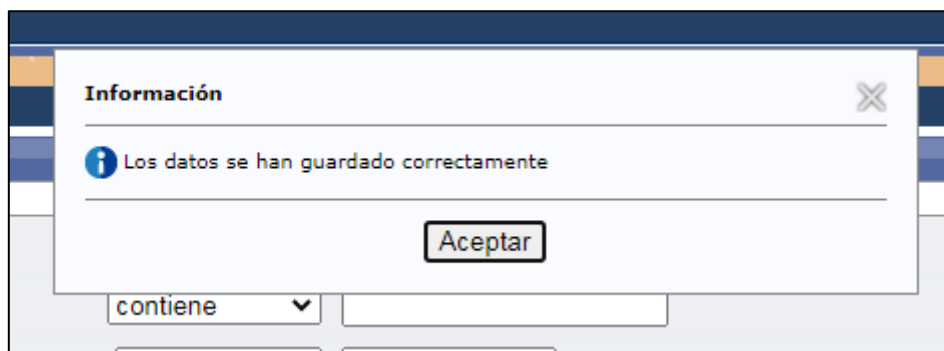 Información
Los datos se han guardado correctamente
Aceptar
contiene